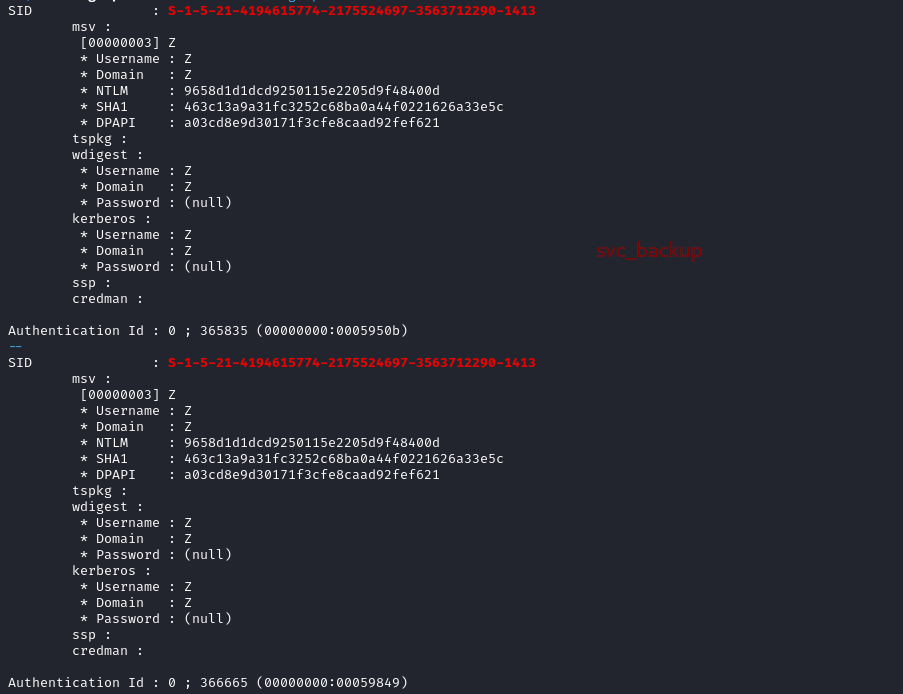 SID : S-1-5-21-4194615774-2175524697-3563712290-1413
msv :
[00000003] Z
* Username : Z
* Domain : Z
* NTLM : 9658d1d1dcd9250115e2205d9f48400d
* SHA1 : 463c13a9a31fc3252c68ba0a44f0221626a33e5c
* DPAPI : a03cd8e9d30171f3cfe8caad92fef621
tspkg :
wdigest :
* Username : Z
* Domain : Z
* Password : (null)
kerberos :
* Username : Z
* Domain : Z
svc_backup
* Password : (null)
ssp :
credman :
Authentication Id : 0 ; 365835 (00000000:0005950b)
--
SID : S-1-5-21-4194615774-2175524697-3563712290-1413
msv :
[00000003] Z
* Username : Z
* Domain : Z
* NTLM : 9658d1d1dcd9250115e2205d9f48400d
* SHA1 : 463c13a9a31fc3252c68ba0a44f0221626a33e5c
* DPAPI : a03cd8e9d30171f3cfe8caad92fef621
tspkg :
wdigest :
* Username : Z
* Domain : Z
* Password : (null)
kerberos :
* Username : Z
* Domain : Z
* Password : (null)
ssp :
credman :
Authentication Id : 0 ; 366665 (00000000:00059849)